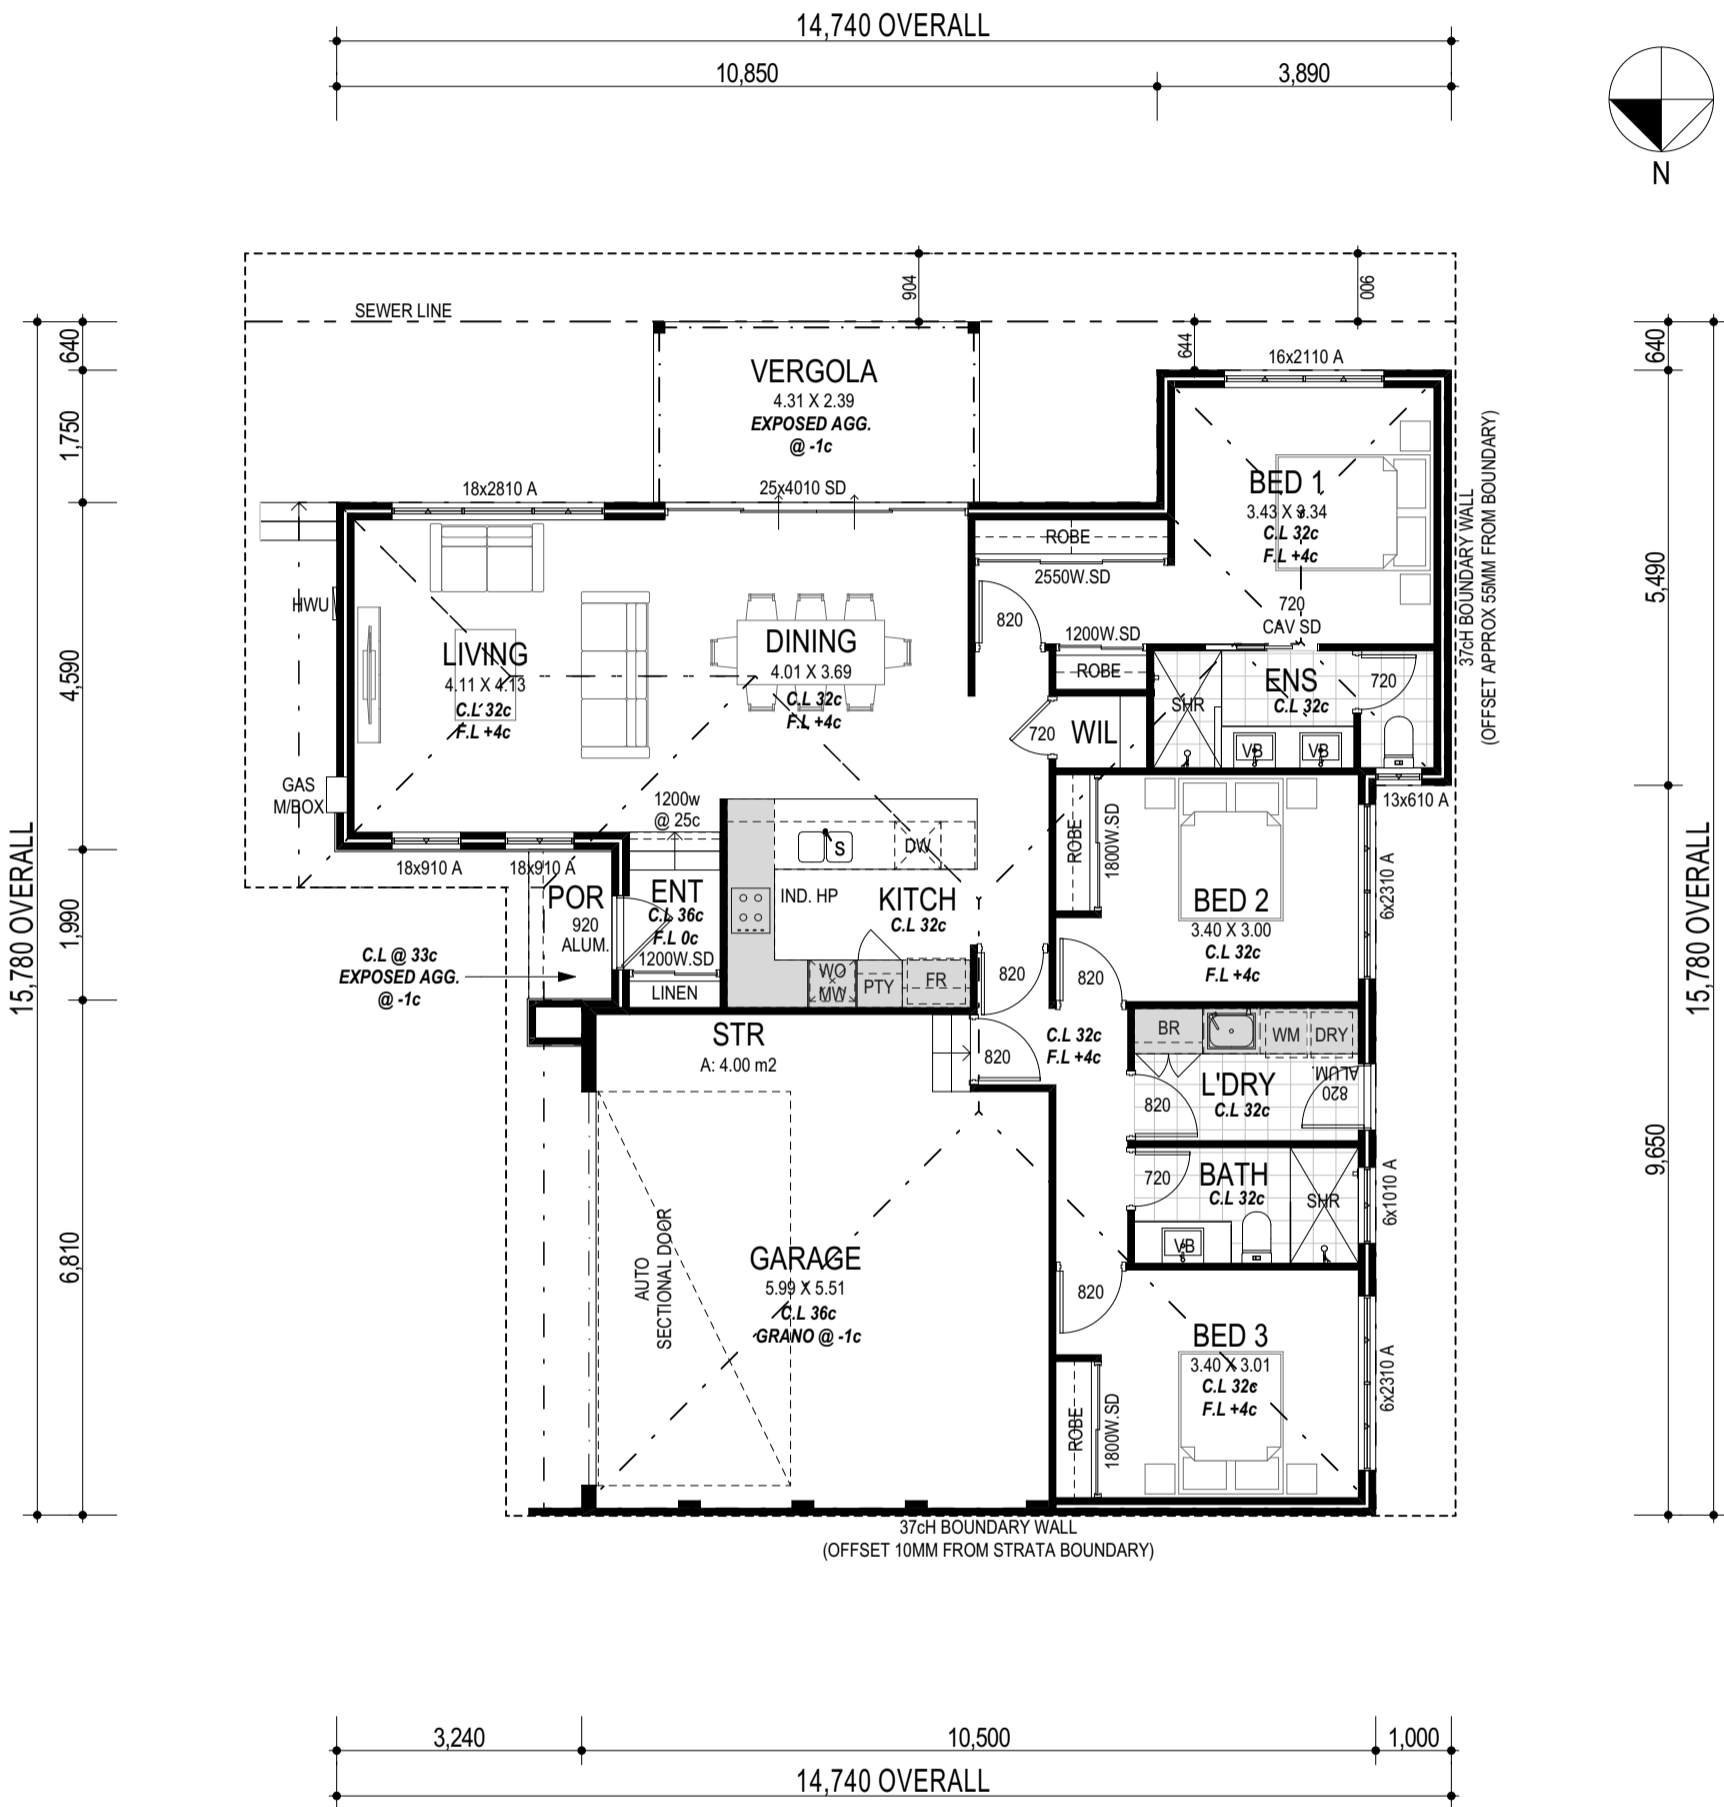 14,740 OVERALL
10,850
3,890
N
SEWER LINE
904
900
644
640
1,750
4,590
1,990
6,810
15,780 OVERALL
640
5,490
9,650
15,780 OVERALL
VERGOLA
4.31 X 2.39
EXPOSED AGG.
@ -1c
16x2110 A
18x2810 A
25x4010 SD
BED 1
3.43 X 3.34
C.L 32c
F.L +4c
37cH BOUNDARY WALL
(OFFSET APPROX 55MM FROM BOUNDARY)
ROBE
2550W.SD
820
1200W.SD
ROBE
720
CAV SD
HWU
LIVING
4.11 X 4.13
C.L 32c
F.L +4c
DINING
4.01 X 3.69
C.L 32c
F.L +4c
ENS
C.L 32c
SHR
VB
VB
720
WIL
720
GAS
M/BOX
1200w
@ 25c
13x610 A
18x910 A
18x910 A
S
DW
ROBE
1800W.SD
BED 2
3.40 X 3.00
C.L 32c
F.L +4c
6x2310 A
POR
920
ALUM.
ENT
C.L 36c
F.L 0c
1200W.SD
LINEN
IND. HP
KITCH
C.L 32c
WO
MW
PTY
FR
820
820
C.L @ 33c
EXPOSED AGG.
@ -1c
STR
A: 4.00 m2
820
C.L 32c
F.L +4c
BR
WM
DRY
L'DRY
C.L 32c
820
820
ALUM.
BATH
C.L 32c
720
SHR
VB
6x1010 A
AUTO
SECTIONAL DOOR
GARAGE
5.99 X 5.51
C.L 36c
GRANO @ -1c
820
BED 3
3.40 X 3.01
C.L 32c
F.L +4c
ROBE
1800W.SD
6x2310 A
37cH BOUNDARY WALL
(OFFSET 10MM FROM STRATA BOUNDARY)
3,240
10,500
1,000
14,740 OVERALL